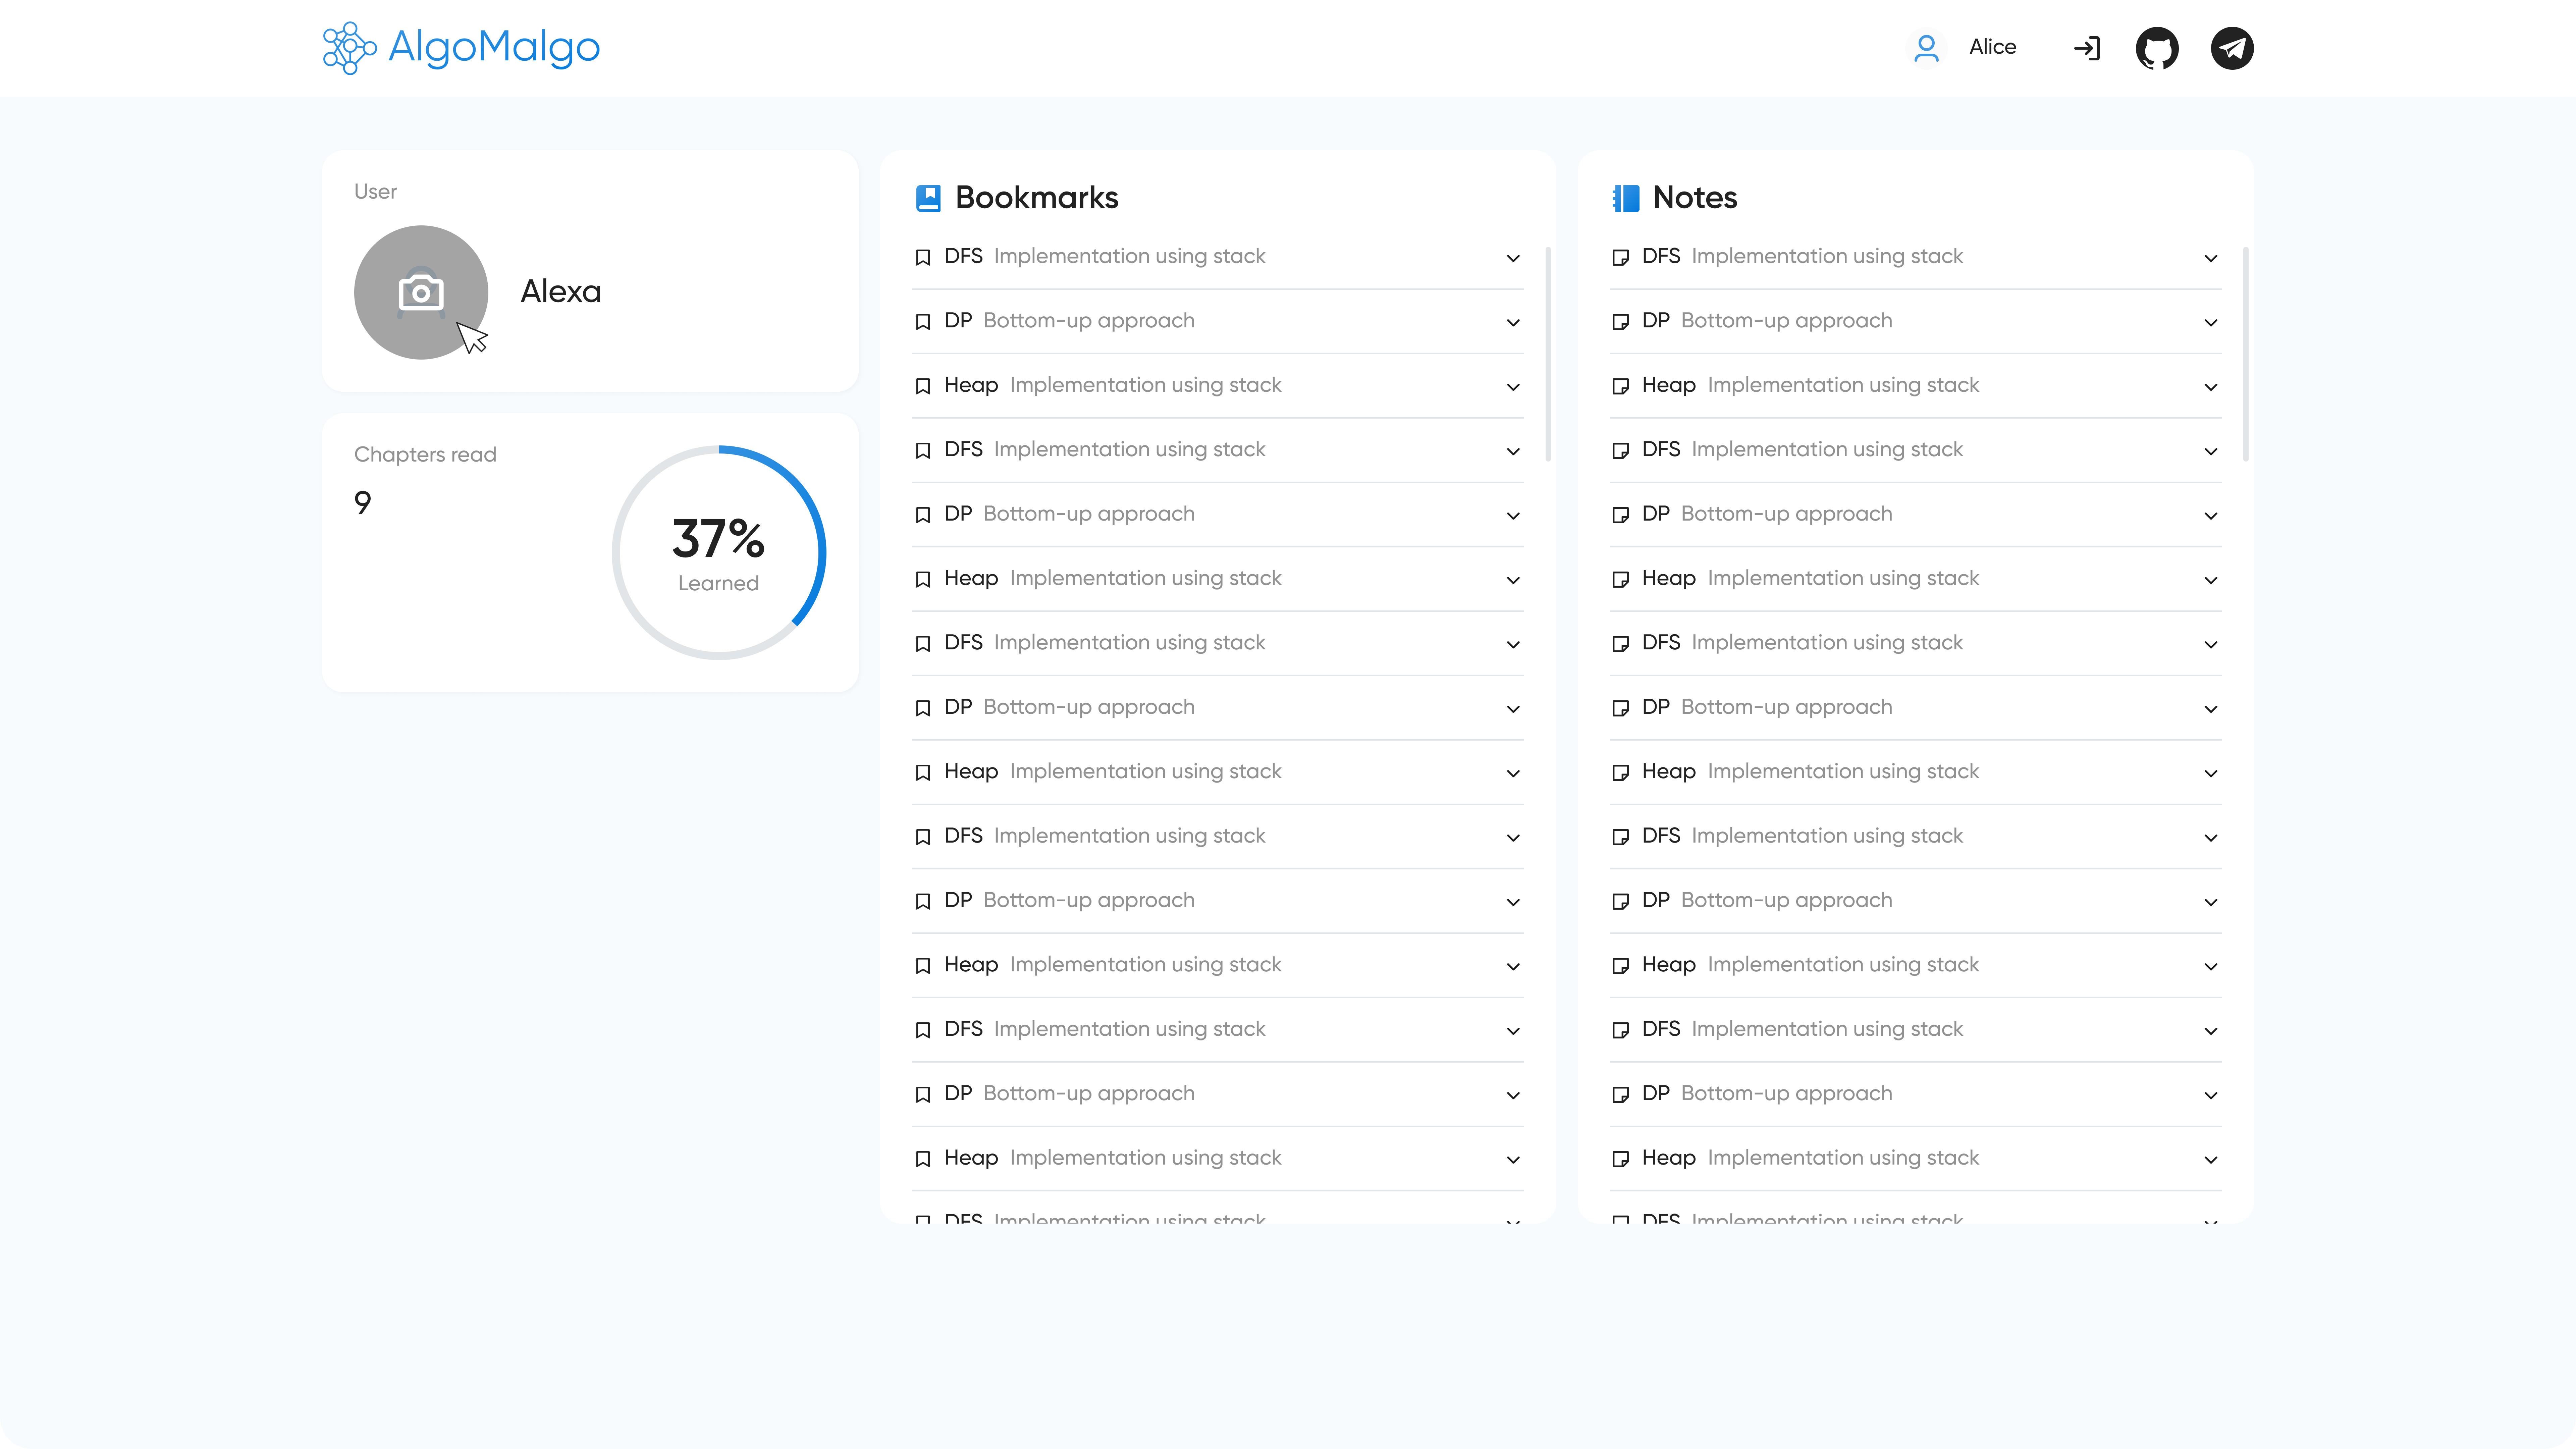 AlgoMalgo
Alice
User
Alexa
Chapters read
9
37%
Learned
Bookmarks
DFS Implementation using stack
DP Bottom-up approach
Heap Implementation using stack
DFS Implementation using stack
DP Bottom-up approach
Heap Implementation using stack
DFS Implementation using stack
DP Bottom-up approach
Heap Implementation using stack
DFS Implementation using stack
DP Bottom-up approach
Heap Implementation using stack
DFS Implementation using stack
DP Bottom-up approach
Heap Implementation using stack
DFS Implementation using stack
Notes
DFS Implementation using stack
DP Bottom-up approach
Heap Implementation using stack
DFS Implementation using stack
DP Bottom-up approach
Heap Implementation using stack
DFS Implementation using stack
DP Bottom-up approach
Heap Implementation using stack
DFS Implementation using stack
DP Bottom-up approach
Heap Implementation using stack
DFS Implementation using stack
DP Bottom-up approach
Heap Implementation using stack
DFS Implementation using stack